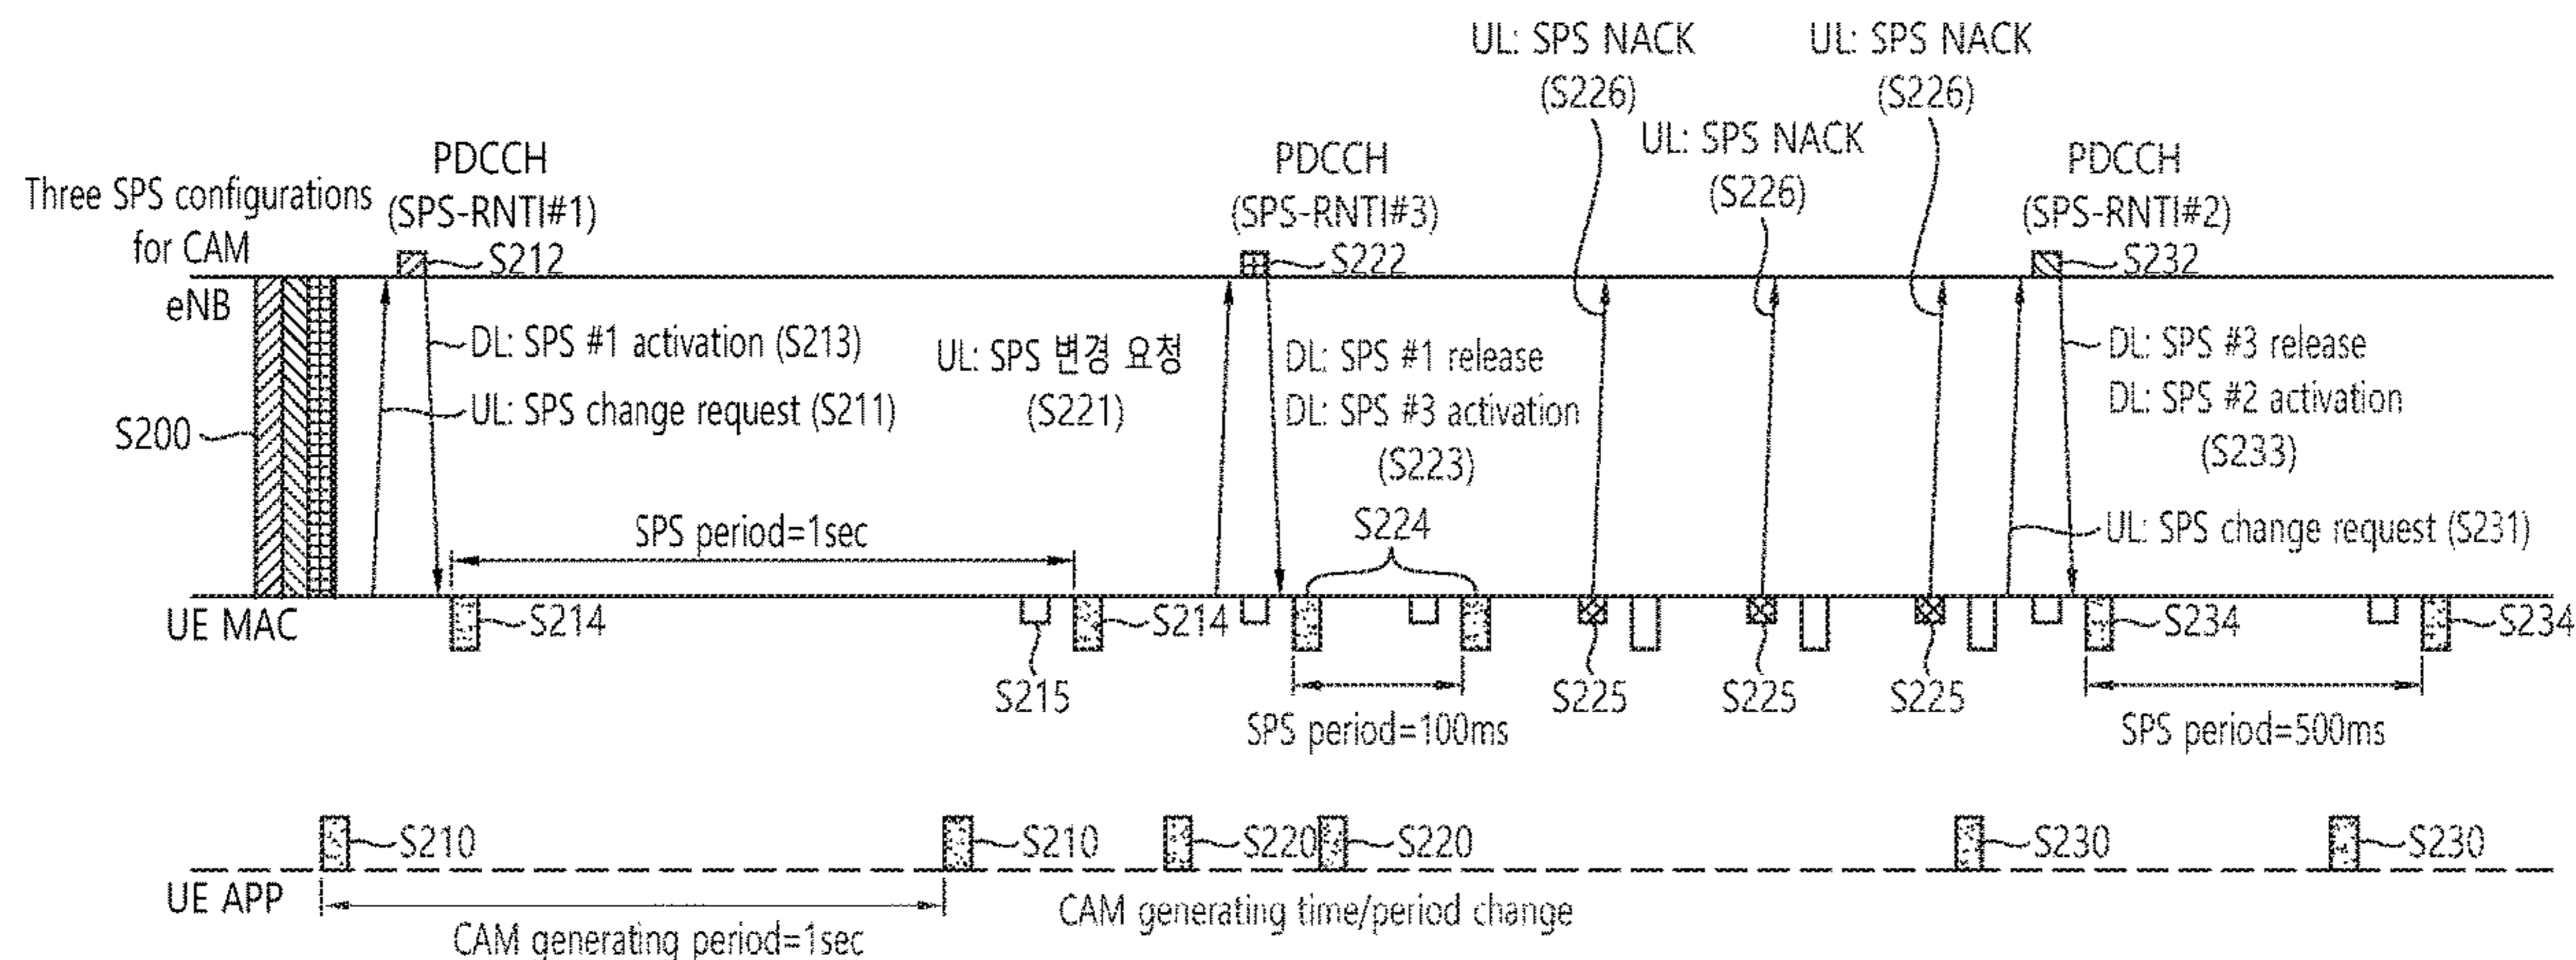 UL: SPS NACK
(S226)
UL: SPS NACK
(S226)
UL: SPS NACK
(S226)
Three SPS configurations
for CAM
PDCCH
(SPS-RNTI#1)
S212
PDCCH
(SPS-RNTI#3)
S222
PDCCH
(SPS-RNTI#2)
S232
eNB
S200
DL: SPS #1 activation (S213)
UL: SPS change request (S211)
UL: SPS 변경 요청
(S221)
DL: SPS #1 release
DL: SPS #3 activation
(S223)
DL: SPS #3 release
DL: SPS #2 activation
(S233)
UL: SPS change request (S231)
SPS period=1sec
S224
UE MAC
S214
S215
S214
S225
S225
S225
S234
S234
SPS period=100ms
SPS period=500ms
S210
S210
S220
S220
S230
S230
UE APP
CAM generating period=1sec
CAM generating time/period change